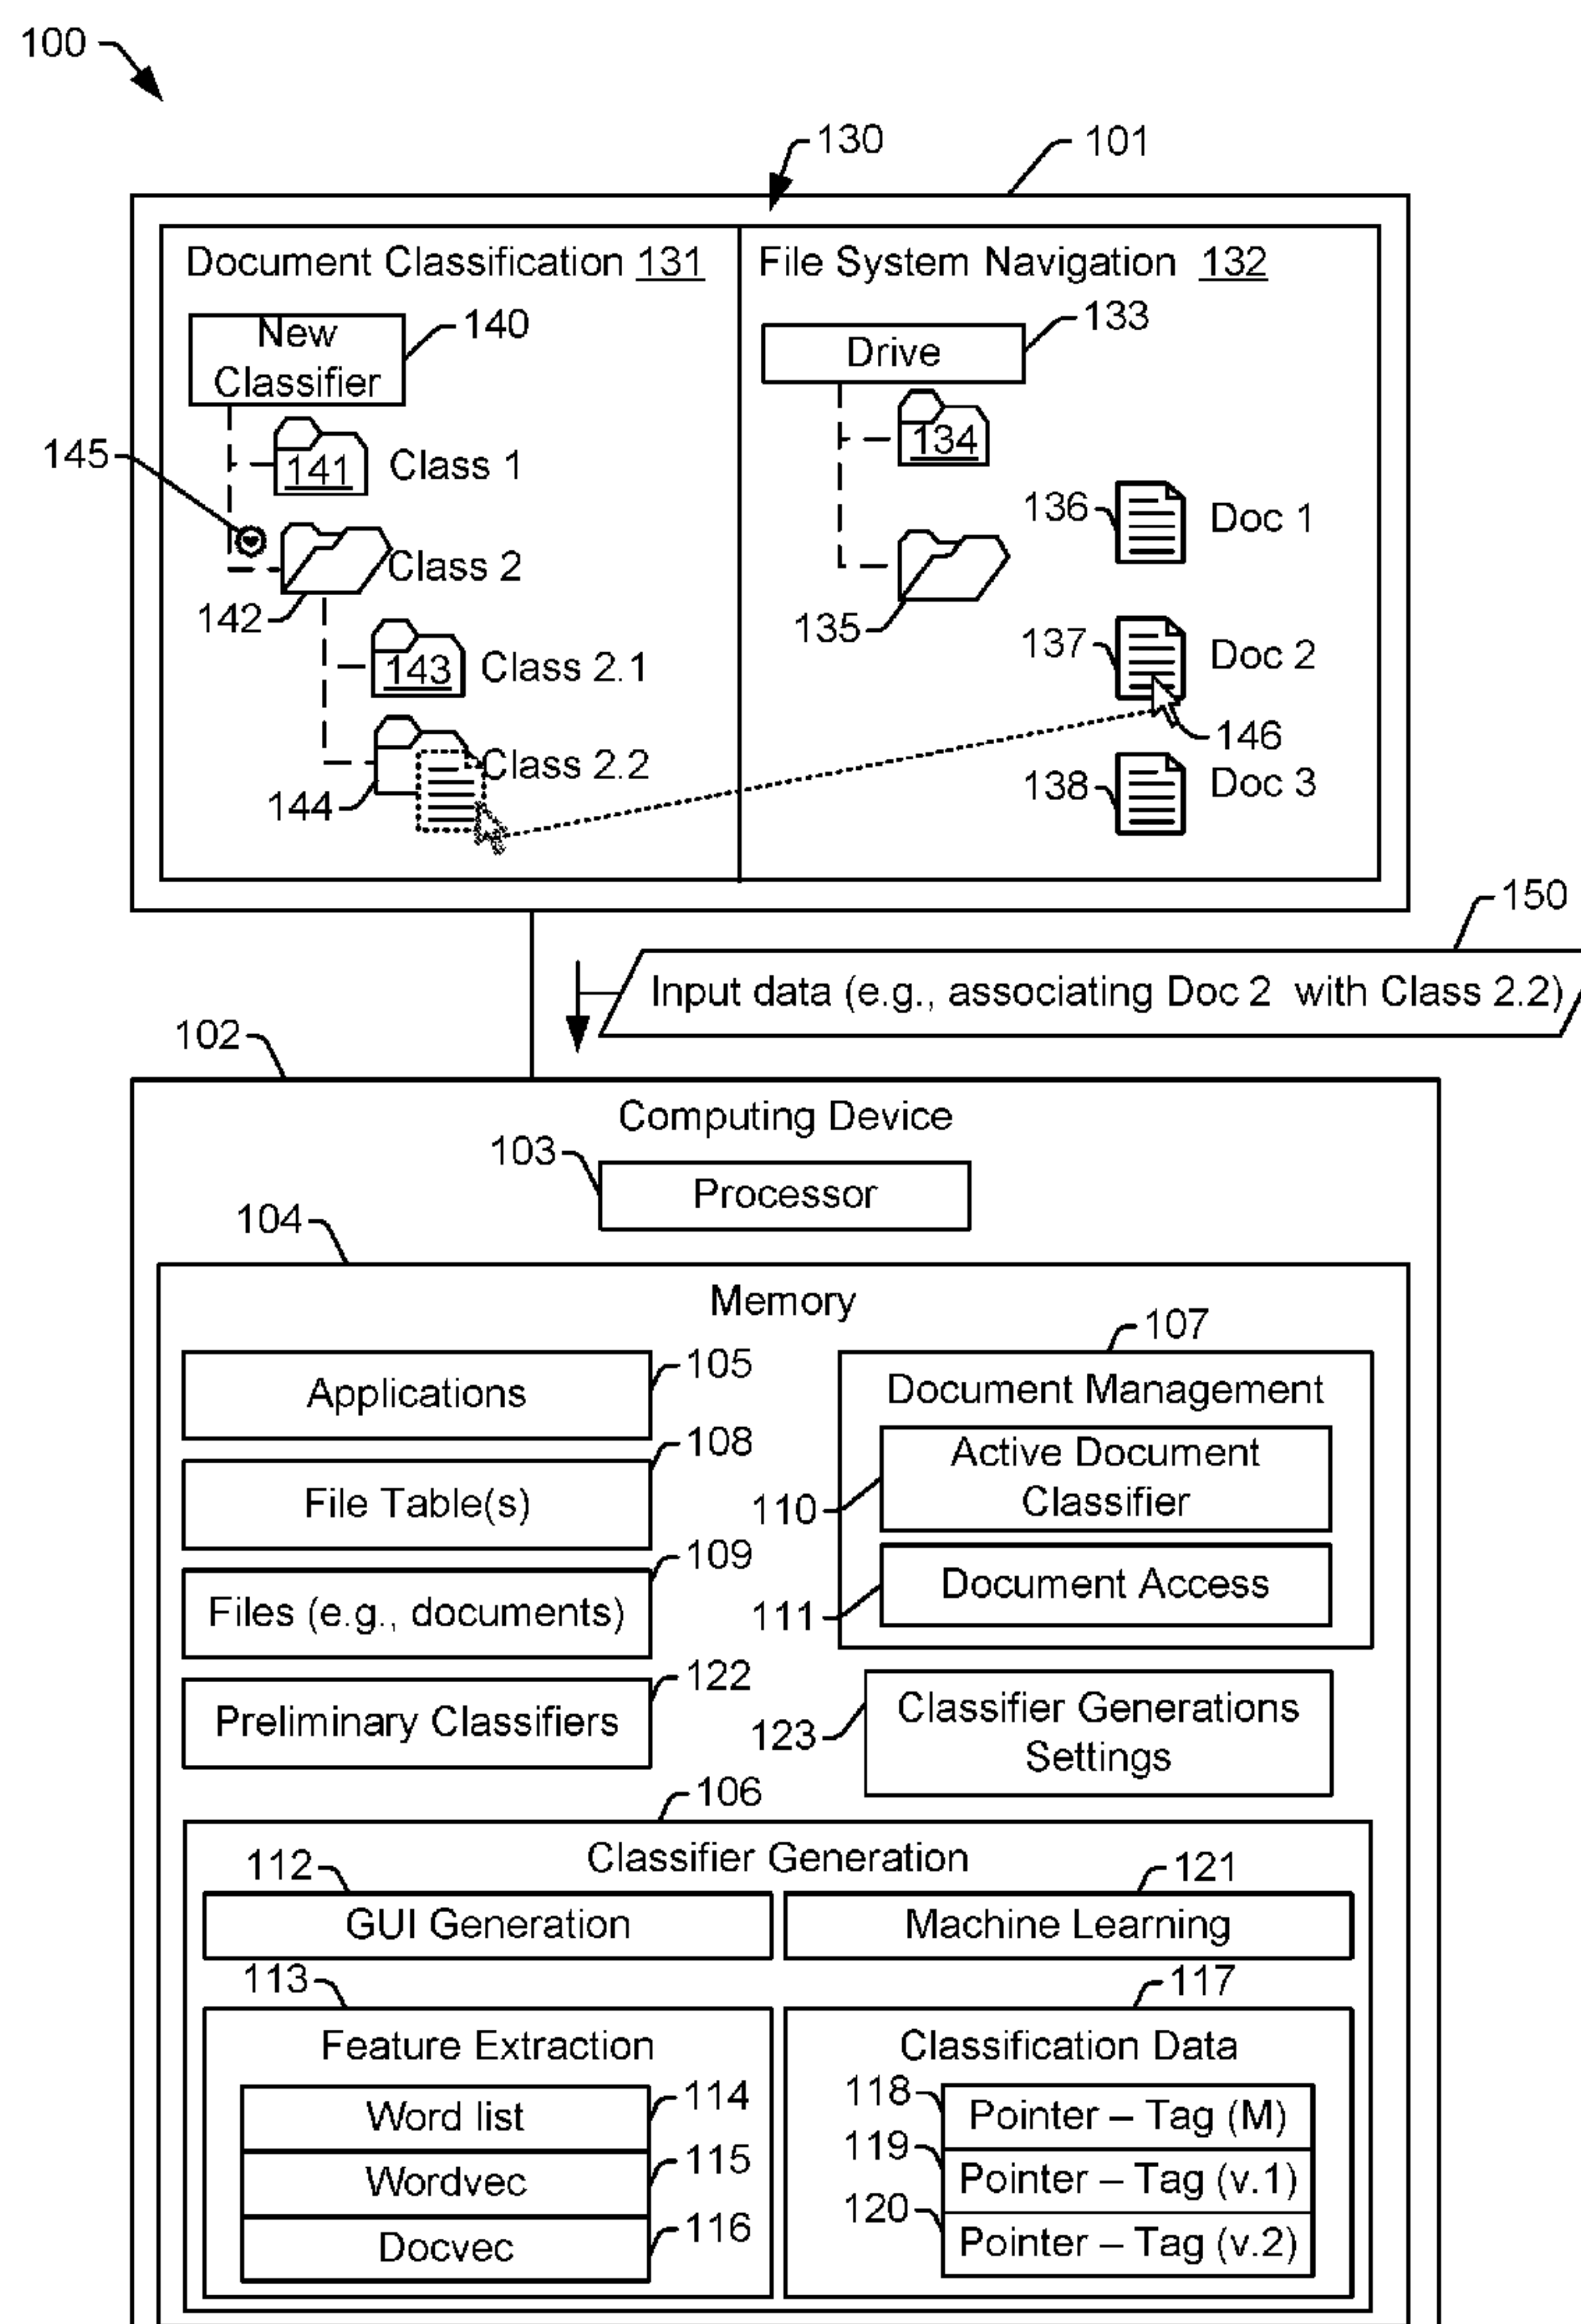 100
130
101
Document Classification 131
File System Navigation 132
New
Classifier
140
Drive
133
145
141
Class 1
134
136
Doc 1
Class 2
142
135
137
Doc 2
143
Class 2.1
146
Class 2.2
144
138
Doc 3
150
Input data (e.g., associating Doc 2 with Class 2.2)
102
Computing Device
103
Processor
104
Memory
107
105
Applications
Document Management
108
File Table(s)
Active Document
Classifier
110
109
Files (e.g., documents)
Document Access
111
122
Preliminary Classifiers
Classifier Generations
Settings
123
106
Classifier Generation
112
121
GUI Generation
Machine Learning
113
117
Feature Extraction
Classification Data
Word list
114
118
Pointer – Tag (M)
Wordvec
115
119
Pointer – Tag (v.1)
Docvec
116
120
Pointer – Tag (v.2)